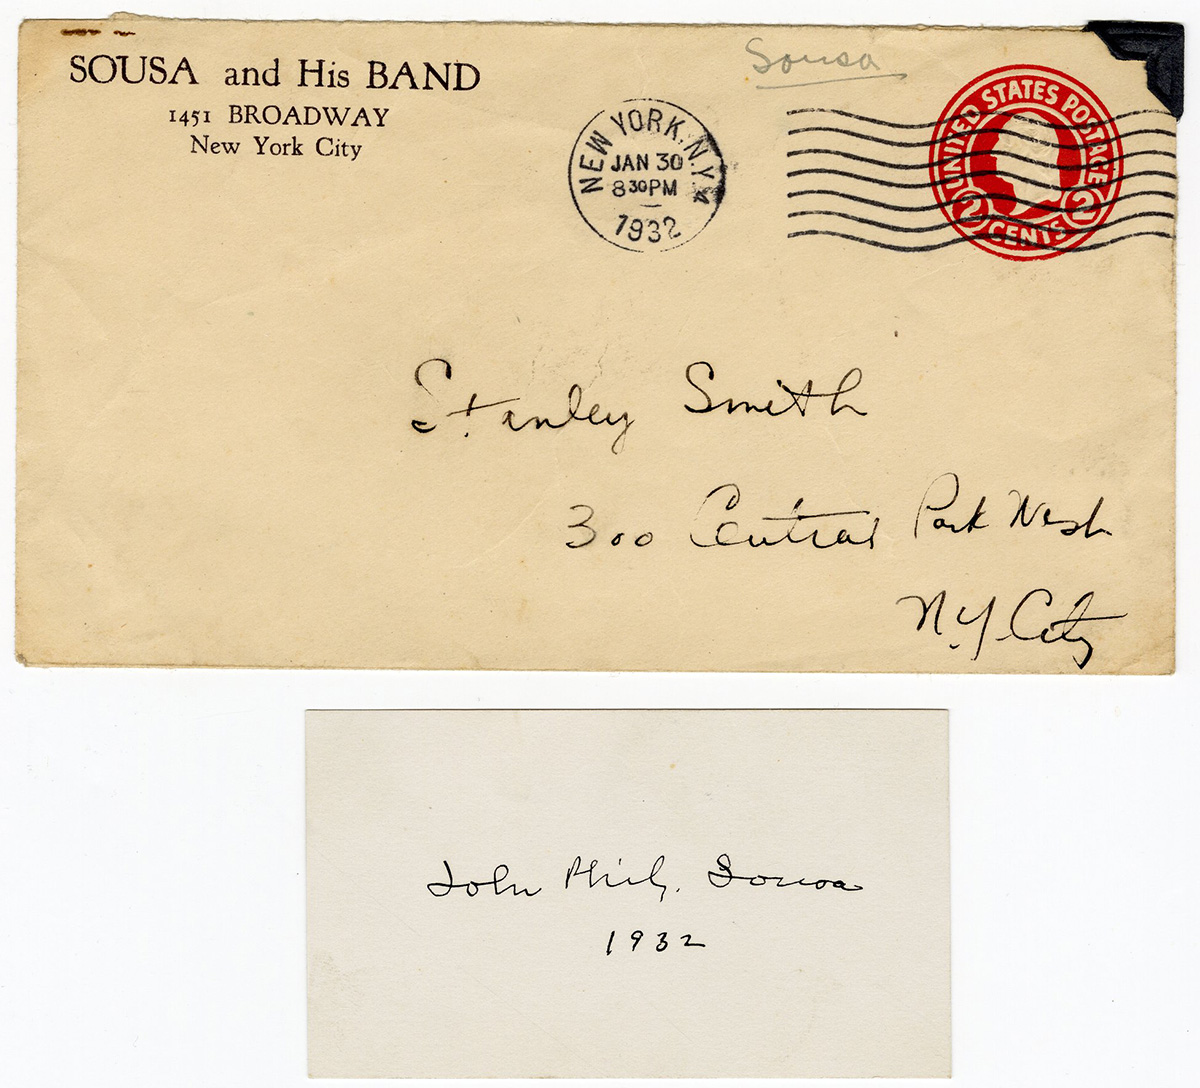 SOUSA and His BAND
1451 BROADWAY
New York City
Sousa
NEW YORK, N.Y.
JAN 30
8 30 PM
1932
UNITED STATES POSTAGE
2 CENTS 2
Stanley Smith
300 Central Park West
N.Y. City
John Philip Sousa
1932